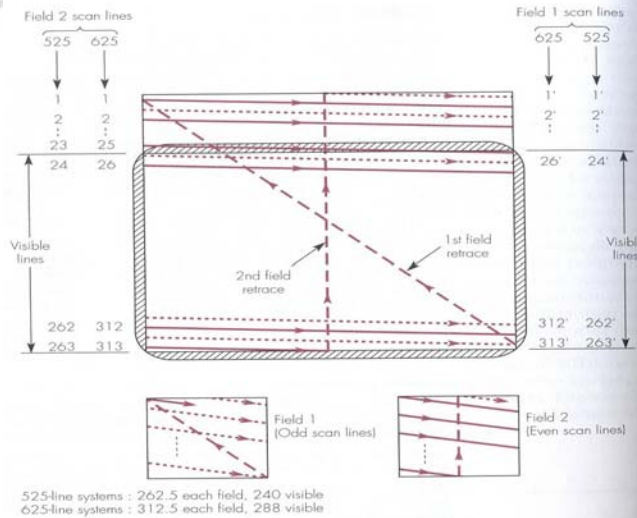 Field 2 scan lines
Field 1 scan lines
525 625
625 525
1 1
1' 1'
2 2
2' 2'
23 25
24 26
26' 24'
Visible lines
Visible lines
1st field retrace
2nd field retrace
262 312
312' 262'
263 313
313' 263'
Field 1
(Odd scan lines)
Field 2
(Even scan lines)
525-line systems : 262.5 each field, 240 visible
625-line systems : 312.5 each field, 288 visible